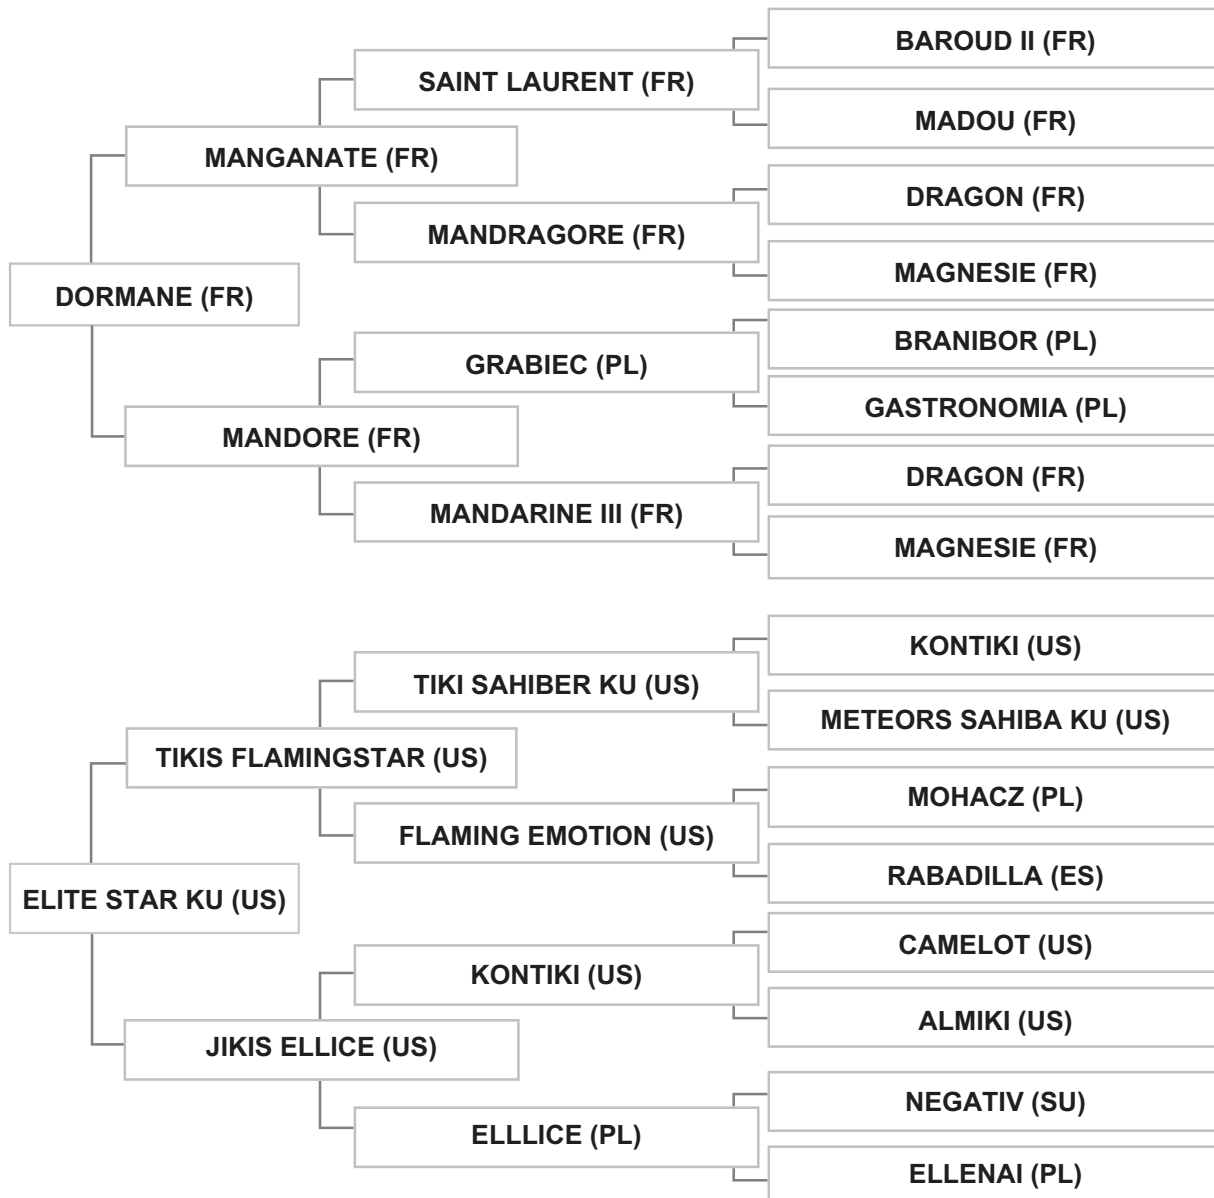 BAROUD II (FR)
SAINT LAURENT (FR)
MADOU (FR)
MANGANATE (FR)
DRAGON (FR)
MANDRAGORE (FR)
MAGNESIE (FR)
DORMANE (FR)
BRANIBOR (PL)
GRABIEC (PL)
GASTRONOMIA (PL)
MANDORE (FR)
DRAGON (FR)
MANDARINE III (FR)
MAGNESIE (FR)
KONTIKI (US)
TIKI SAHIBER KU (US)
METEORS SAHIBA KU (US)
TIKIS FLAMINGSTAR (US)
MOHACZ (PL)
FLAMING EMOTION (US)
RABADILLA (ES)
ELITE STAR KU (US)
CAMELOT (US)
KONTIKI (US)
ALMIKI (US)
JIKIS ELLICE (US)
NEGATIV (SU)
ELLLICE (PL)
ELLENAI (PL)